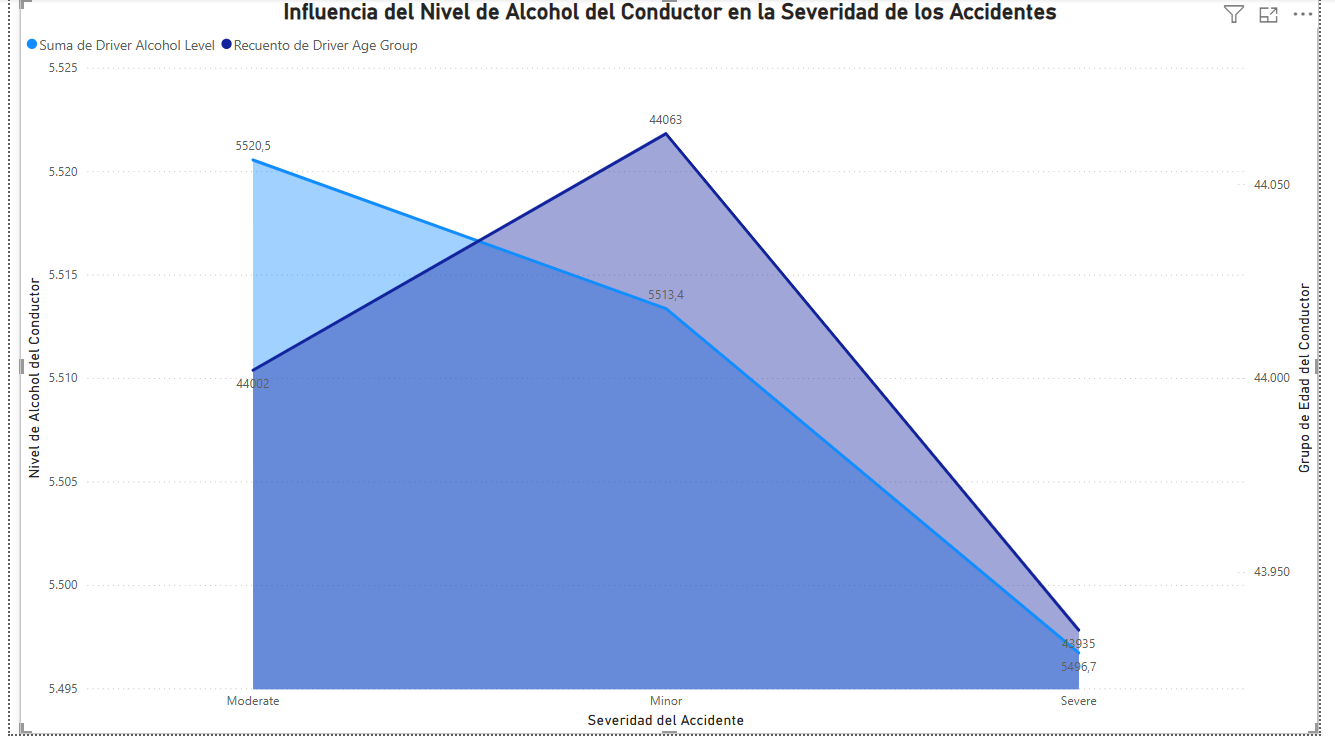 Influencia del Nivel de Alcohol del Conductor en la Severidad de los Accidentes
Suma de Driver Alcohol Level Recuento de Driver Age Group
5.525
5.520
5.515
5.510
5.505
5.500
5.495
Nivel de Alcohol del Conductor
5520,5
44002
44063
5513,4
43935
5496,7
44.050
44.000
43.950
Grupo de Edad del Conductor
Moderate Minor Severe
Severidad del Accidente